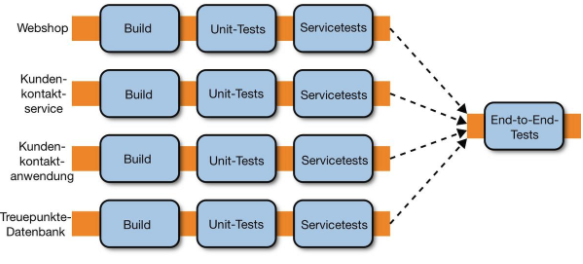 Webshop
Build
Unit-Tests
Servicetests
Kunden-
kontakt-
service
Build
Unit-Tests
Servicetests
End-to-End-
Tests
Kunden-
kontakt-
anwendung
Build
Unit-Tests
Servicetests
Treuepunkte-
Datenbank
Build
Unit-Tests
Servicetests